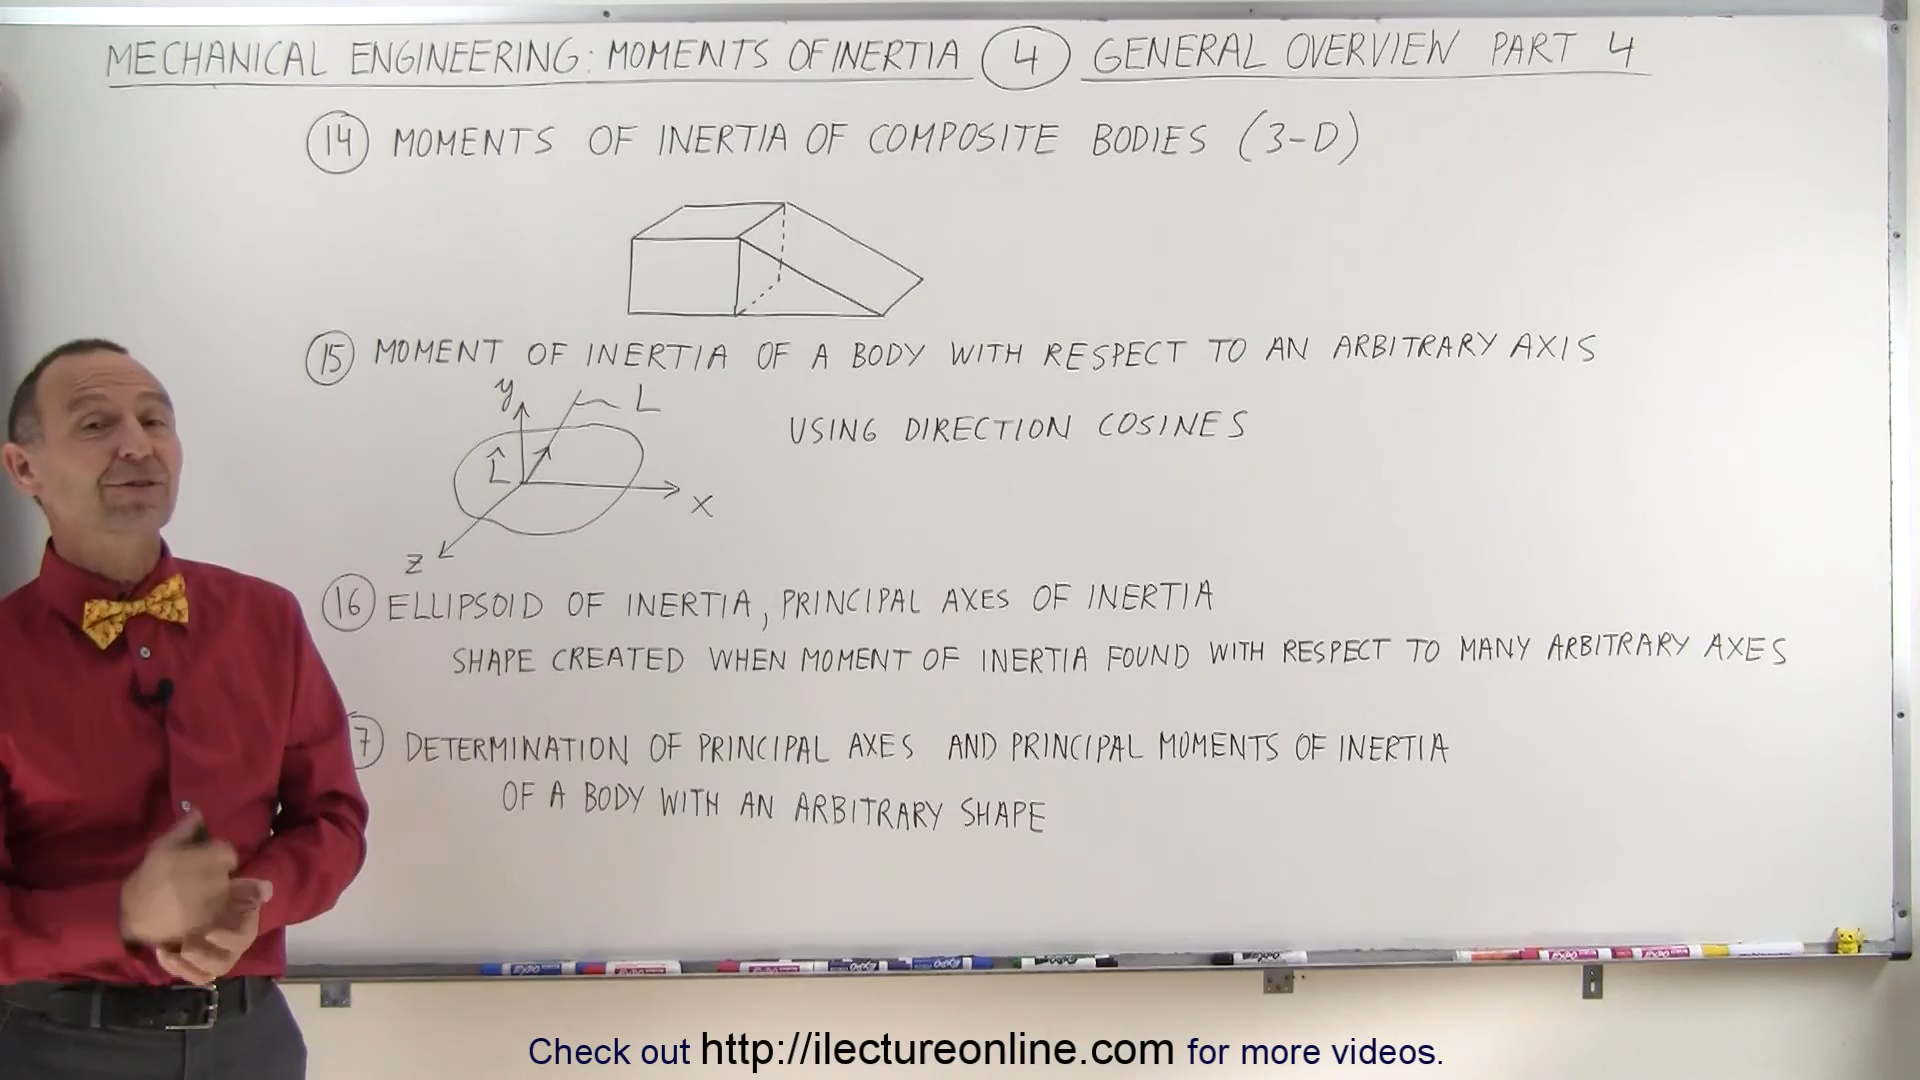 MECHANICAL ENGINEERING: MOMENTS OF INERTIA 4 GENERAL OVERVIEW PART 4
14 MOMENTS OF INERTIA OF COMPOSITE BODIES (3-D)
15 MOMENT OF INERTIA OF A BODY WITH RESPECT TO AN ARBITRARY AXIS
y L
USING DIRECTION COSINES
L̂
X
z
16 ELLIPSOID OF INERTIA, PRINCIPAL AXES OF INERTIA
SHAPE CREATED WHEN MOMENT OF INERTIA FOUND WITH RESPECT TO MANY ARBITRARY AXES
7 DETERMINATION OF PRINCIPAL AXES AND PRINCIPAL MOMENTS OF INERTIA
OF A BODY WITH AN ARBITRARY SHAPE
Check out http://ilectureonline.com for more videos.